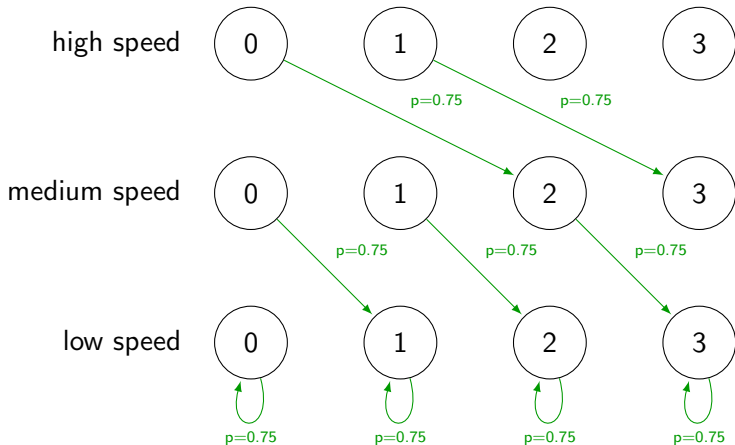 high speed 0 1 2 3
p=0.75 p=0.75
medium speed 0 1 2 3
p=0.75 p=0.75 p=0.75
low speed 0 1 2 3
p=0.75 p=0.75 p=0.75 p=0.75